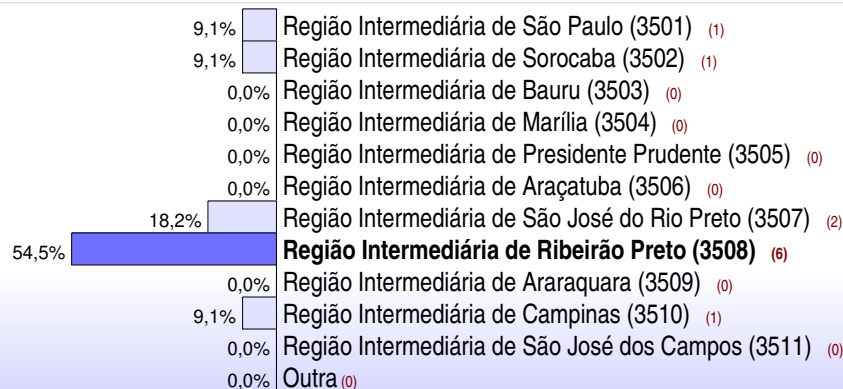 9,1% Região Intermediária de São Paulo (3501) (1)
9,1% Região Intermediária de Sorocaba (3502) (1)
0,0% Região Intermediária de Bauru (3503) (0)
0,0% Região Intermediária de Marília (3504) (0)
0,0% Região Intermediária de Presidente Prudente (3505) (0)
0,0% Região Intermediária de Araçatuba (3506) (0)
18,2% Região Intermediária de São José do Rio Preto (3507) (2)
54,5% Região Intermediária de Ribeirão Preto (3508) (6)
0,0% Região Intermediária de Araraquara (3509) (0)
9,1% Região Intermediária de Campinas (3510) (1)
0,0% Região Intermediária de São José dos Campos (3511) (0)
0,0% Outra (0)